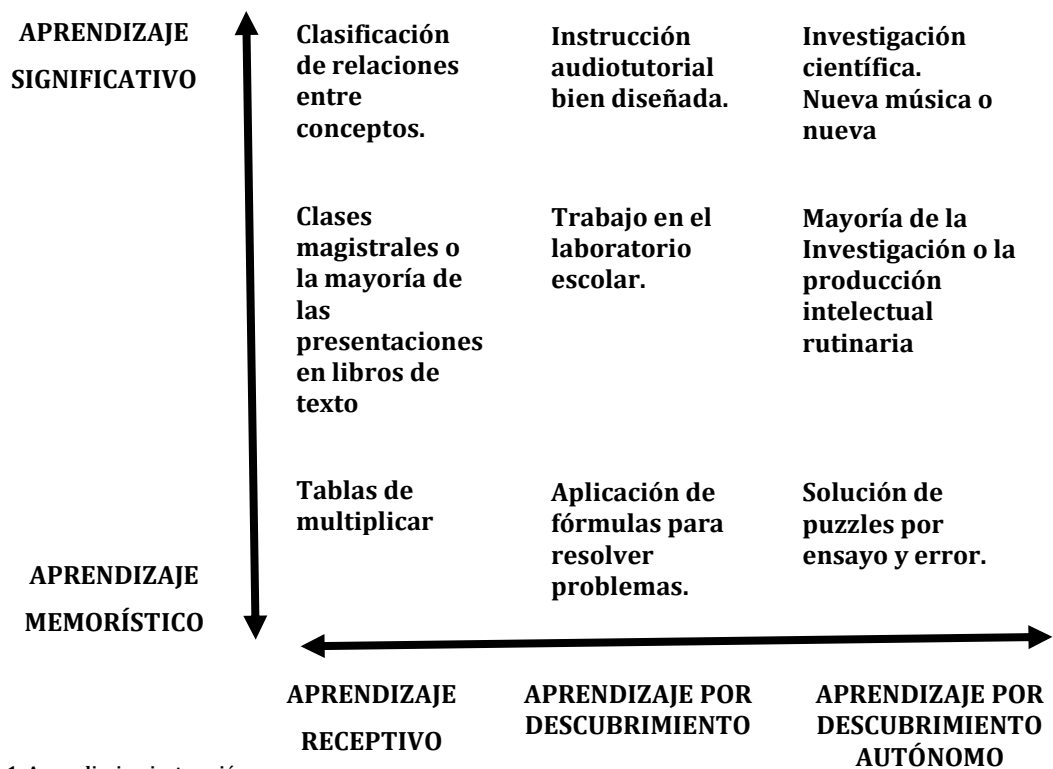 APRENDIZAJE
SIGNIFICATIVO
Clasificación
de relaciones
entre
conceptos.
Instrucción
audiotutorial
bien diseñada.
Investigación
científica.
Nueva música o
nueva
Clases
magistrales o
la mayoría de
las
presentaciones
en libros de
texto
Trabajo en el
laboratorio
escolar.
Mayoría de la
Investigación o la
producción
intelectual
rutinaria
Tablas de
multiplicar
Aplicación de
fórmulas para
resolver
problemas.
Solución de
puzzles por
ensayo y error.
APRENDIZAJE
MEMORÍSTICO
APRENDIZAJE
RECEPTIVO
APRENDIZAJE POR
DESCUBRIMIENTO
APRENDIZAJE POR
DESCUBRIMIENTO
AUTÓNOMO